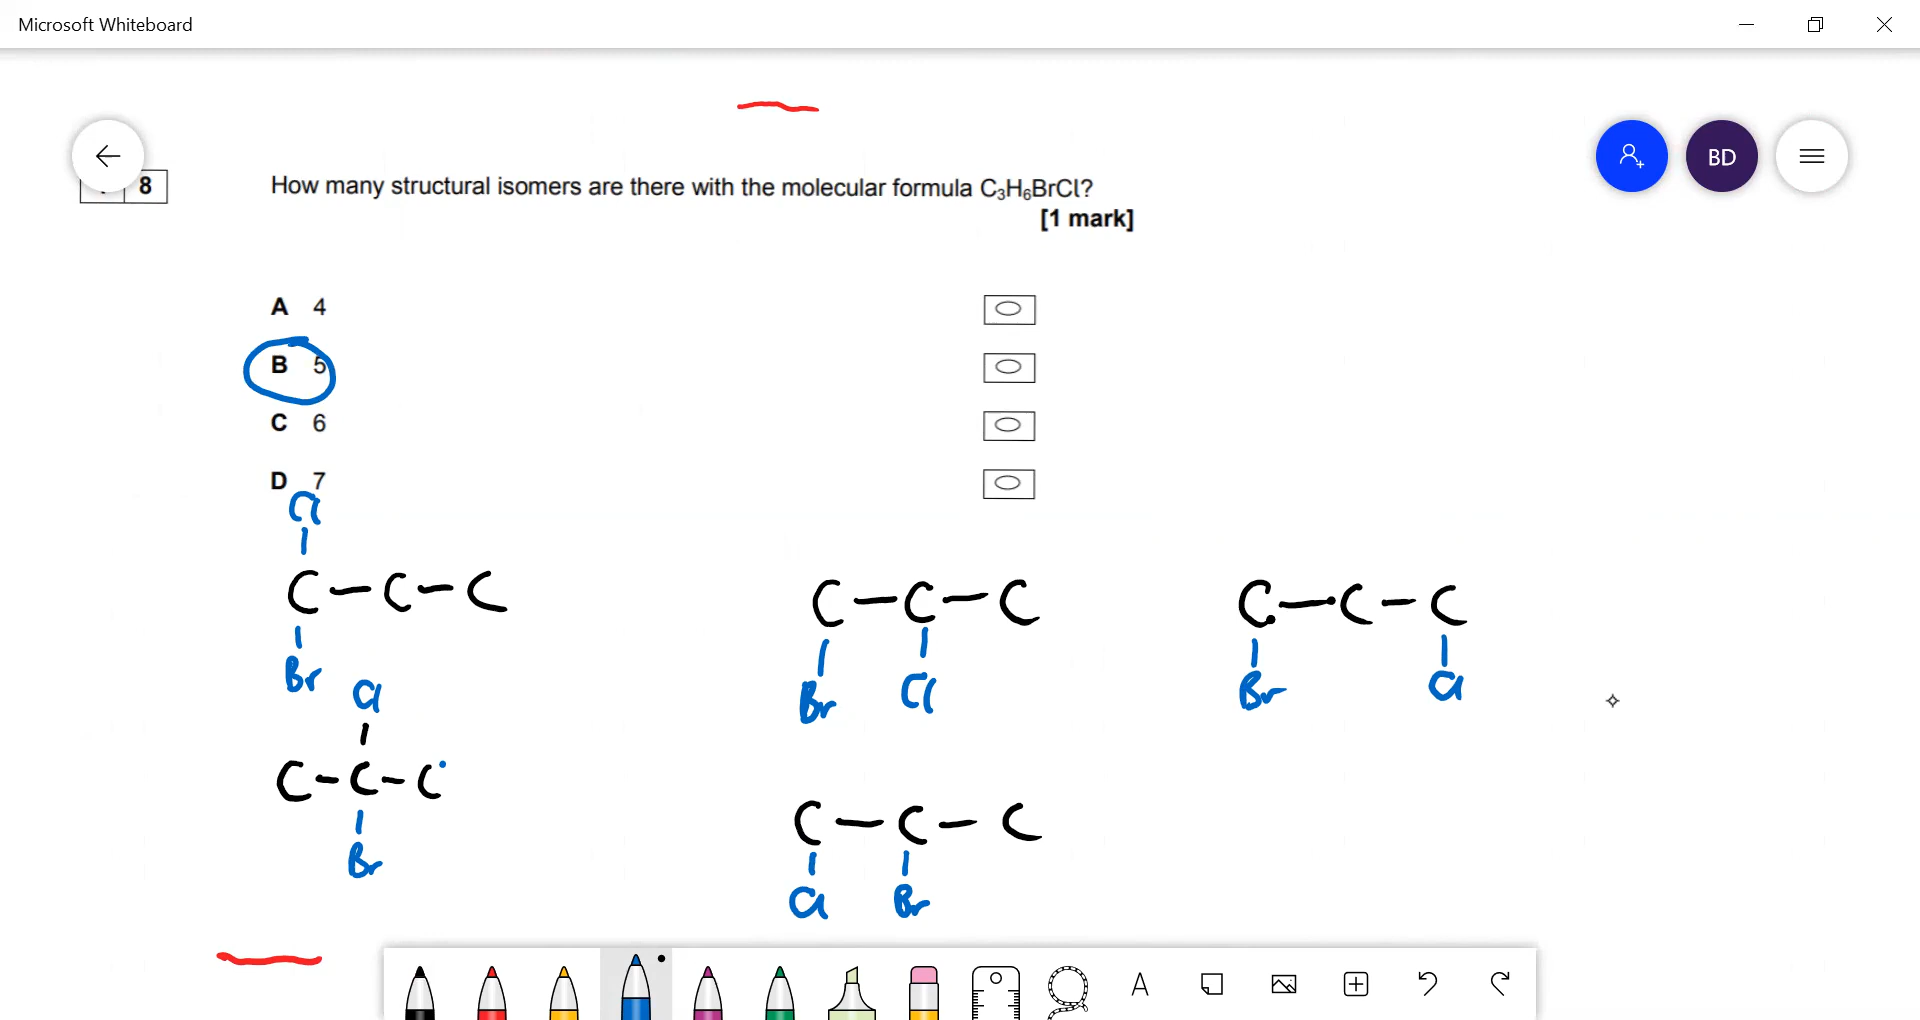 Microsoft Whiteboard
BD
8 How many structural isomers are there with the molecular formula C₃H₆BrCl?
[1 mark]
A 4
B 5
C 6
D 7
Cl
C - C - C
Br
C - C - C
Br Cl
C - C - C
Br Cl
Cl
C - C - C
Br
C - C - C
Cl Br
A